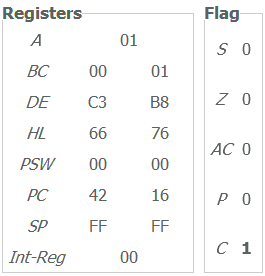 Registers
A 01
BC 00 01
DE C3 B8
HL 66 76
PSW 00 00
PC 42 16
SP FF FF
Int-Reg 00
Flag
S 0
Z 0
AC 0
P 0
C 1